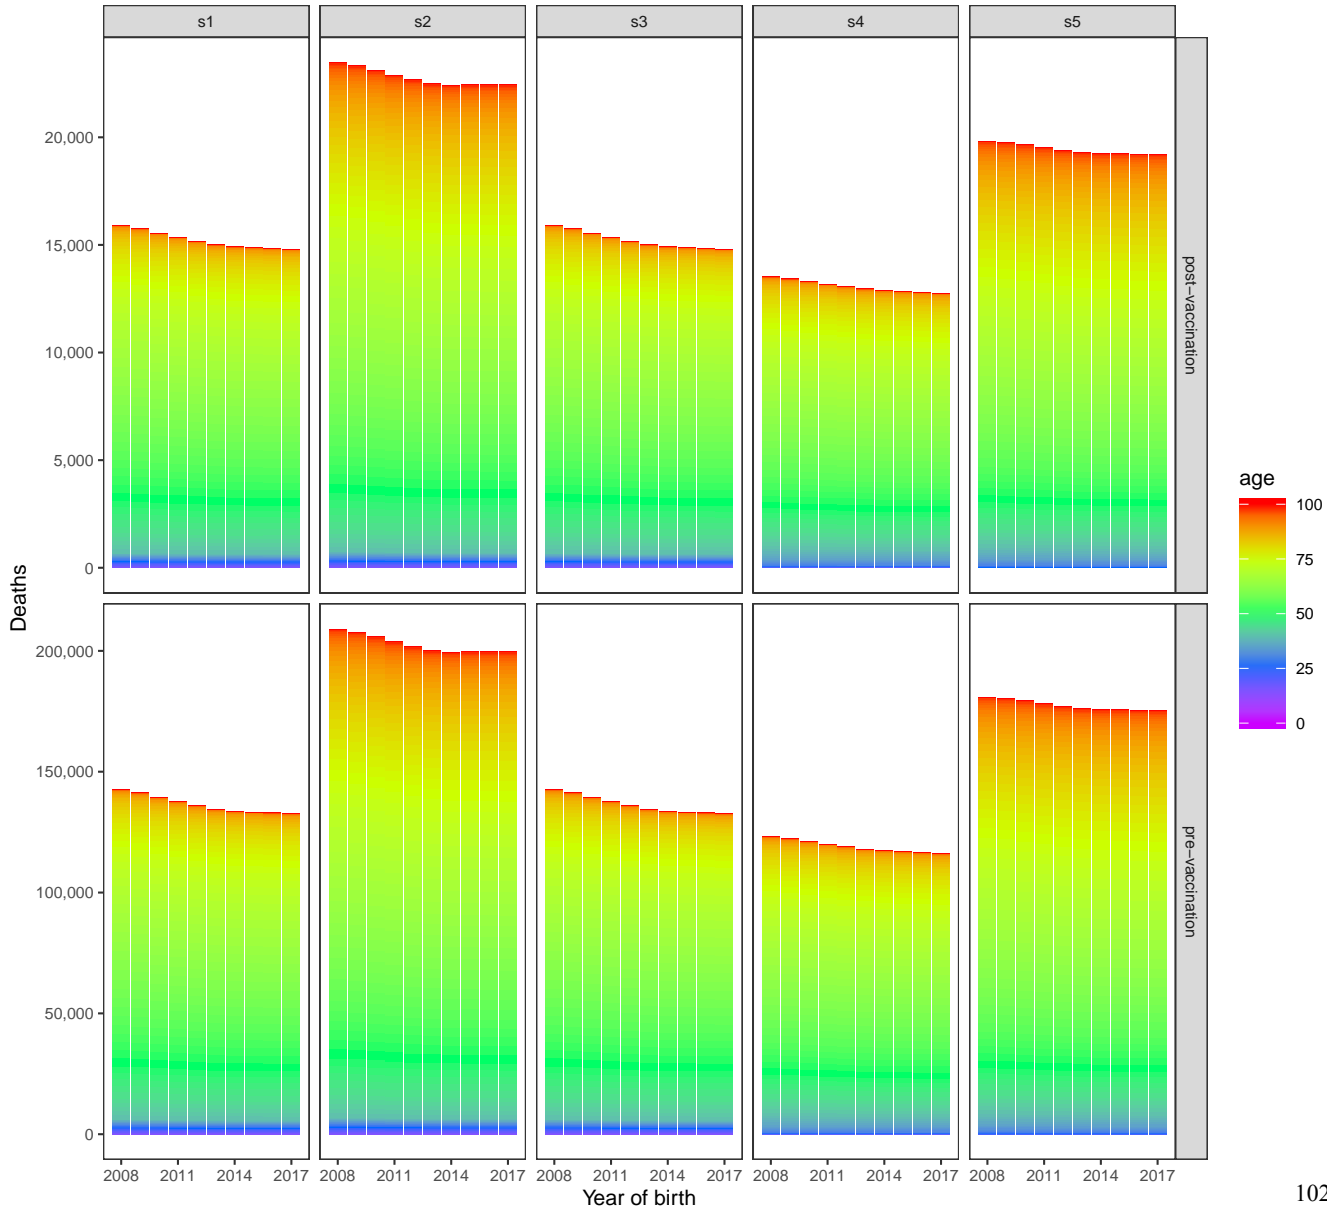 s1 s2 s3 s4 s5
20,000
15,000
10,000
5,000
0
post−vaccination
Deaths
200,000
150,000
100,000
50,000
0
pre−vaccination
2008 2011 2014 2017 2008 2011 2014 2017 2008 2011 2014 2017 2008 2011 2014 2017 2008 2011 2014 2017
Year of birth
age
100
75
50
25
0
102